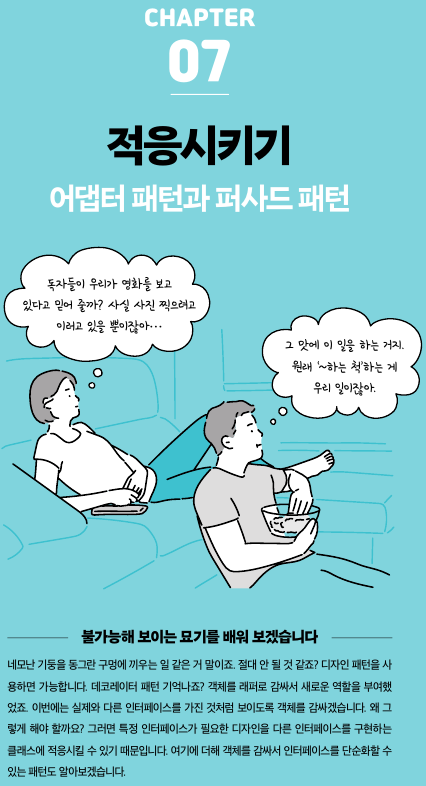 CHAPTER
07
적응시키기
어댑터 패턴과 퍼사드 패턴
독자들이 우리가 영화를 보고
있다고 믿어 줄까? 사실 사진 찍으려고
이러고 있을 뿐이잖아…
그 맛에 이 일을 하는 거지.
원래 '~하는 척'하는 게
우리 일이잖아.
불가능해 보이는 묘기를 배워 보겠습니다
네모난 기둥을 동그란 구멍에 끼우는 일 같은 거 말이죠. 절대 안 될 것 같죠? 디자인 패턴을 사
용하면 가능합니다. 데코레이터 패턴 기억나죠? 객체를 래퍼로 감싸서 새로운 역할을 부여했
었죠. 이번에는 실제와 다른 인터페이스를 가진 것처럼 보이도록 객체를 감싸겠습니다. 왜 그
렇게 해야 할까요? 그러면 특정 인터페이스가 필요한 디자인을 다른 인터페이스를 구현하는
클래스에 적응시킬 수 있기 때문입니다. 여기에 더해 객체를 감싸서 인터페이스를 단순화할 수
있는 패턴도 알아보겠습니다.